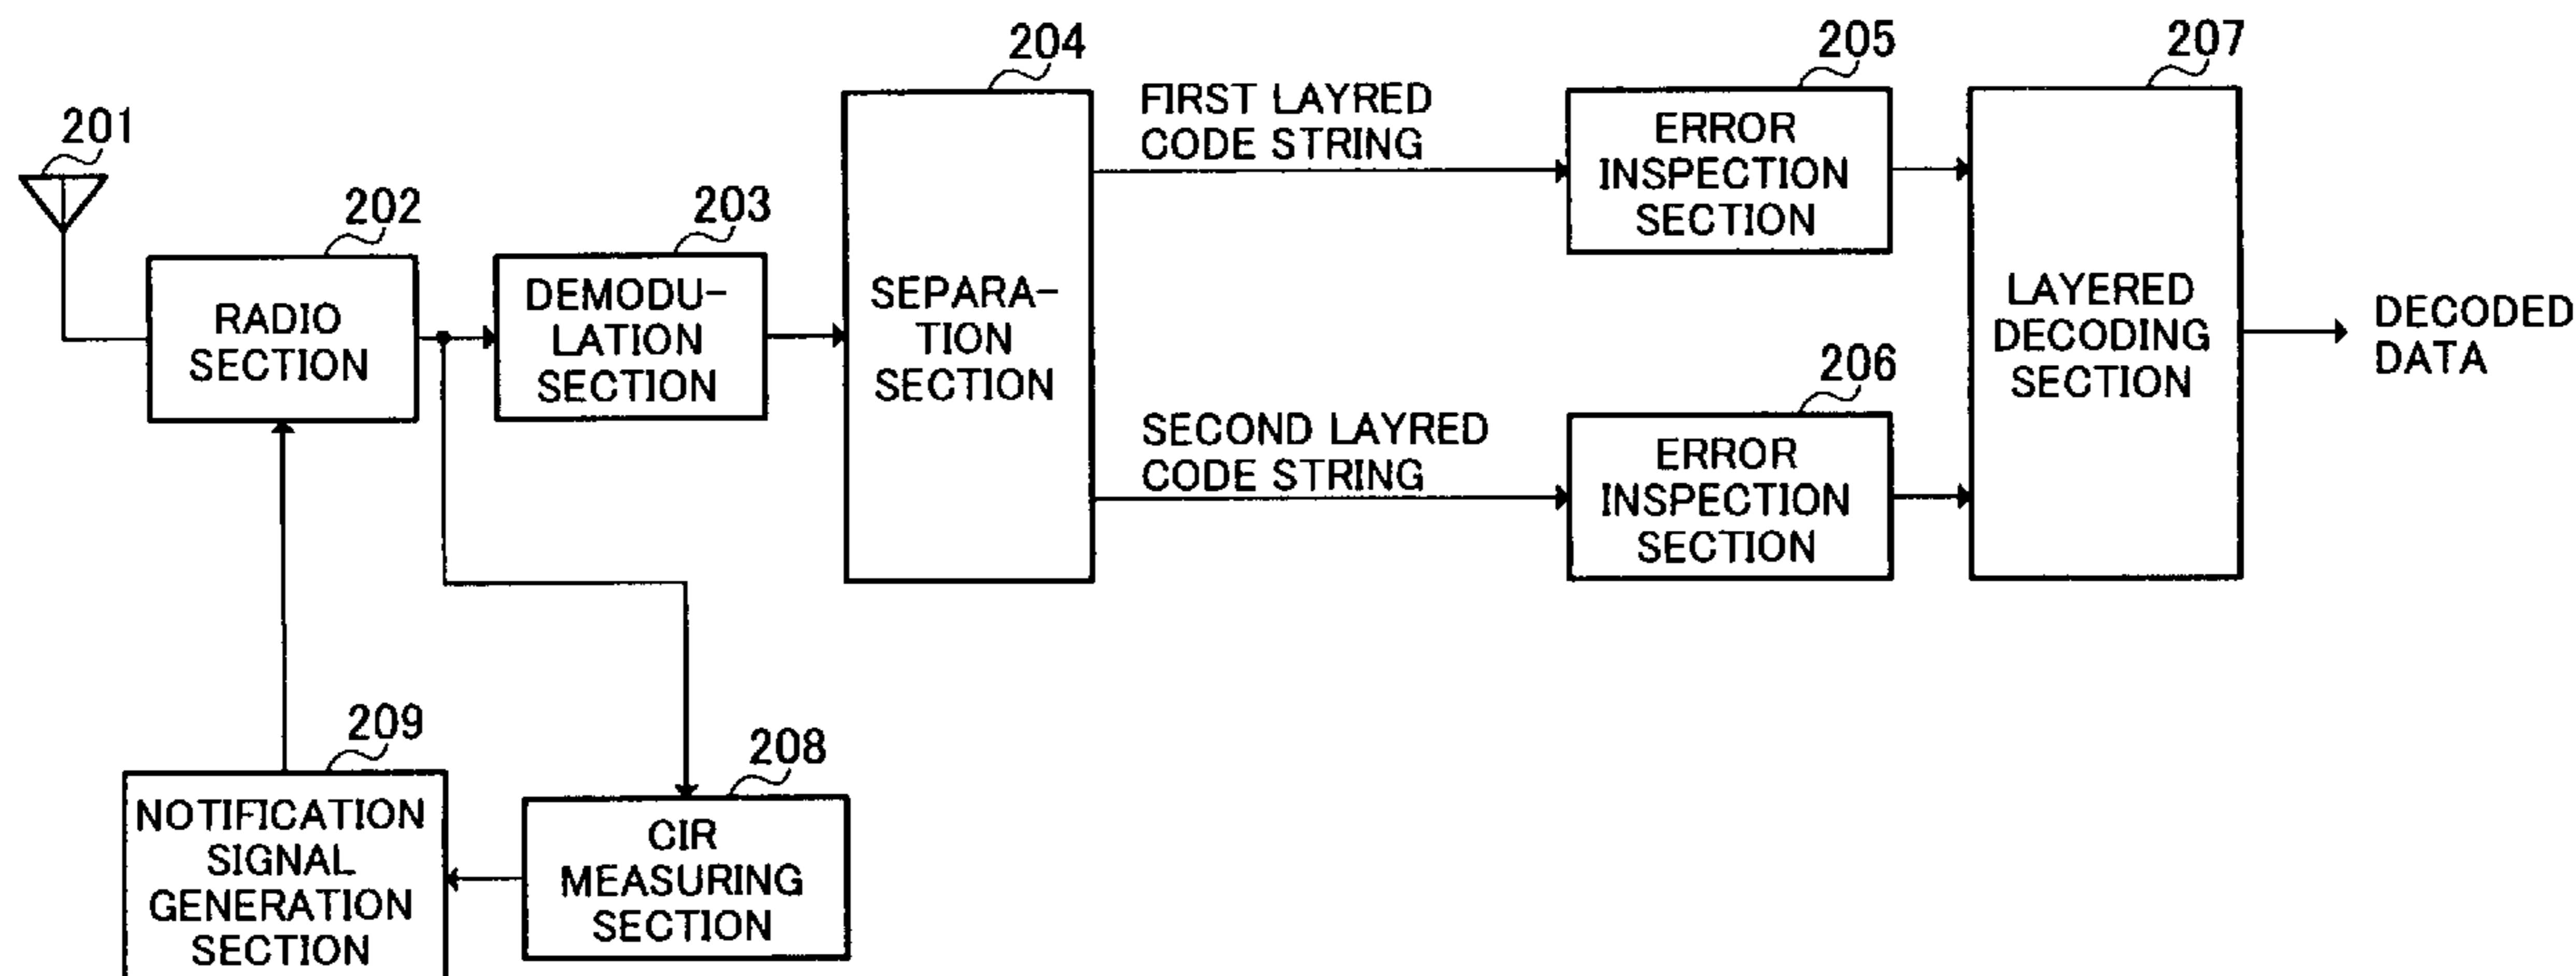 201
202
RADIO
SECTION
203
DEMODU-
LATION
SECTION
204
SEPARA-
TION
SECTION
FIRST LAYRED
CODE STRING
SECOND LAYRED
CODE STRING
205
ERROR
INSPECTION
SECTION
206
ERROR
INSPECTION
SECTION
207
LAYERED
DECODING
SECTION
DECODED
DATA
209
NOTIFICATION
SIGNAL
GENERATION
SECTION
208
CIR
MEASURING
SECTION